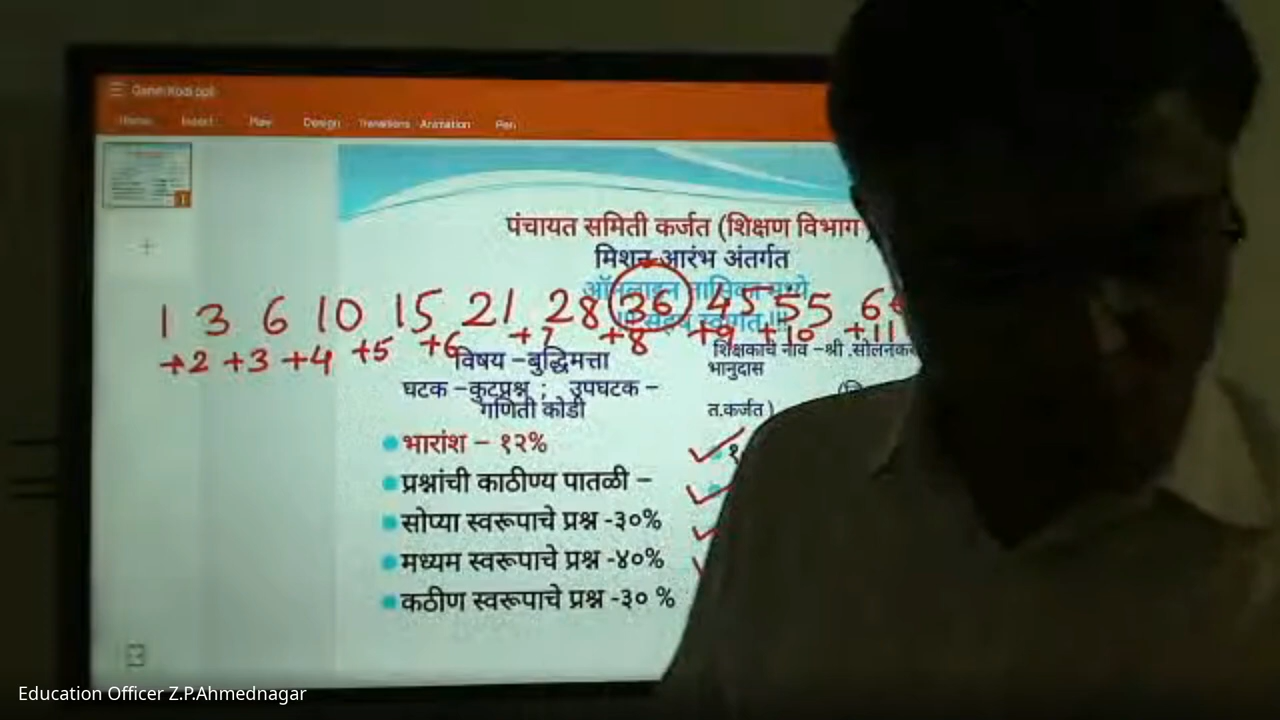 Home Insert Play Design Transitions Animation Pen
पंचायत समिती कर्जत (शिक्षण विभाग )
मिशन आरंभ अंतर्गत
1 3 6 10 15 21 28 36 45 55
+2 +3 +4 +5 +6 +7 +8 +9 +10 +11
विषय –बुद्धिमत्ता
घटक –कुटप्रश्न ; उपघटक –
गणिती कोडी
शिक्षकाचे नाव –श्री .सोलनकर
भानुदास
त.कर्जत )
भारांश – १२%
प्रश्नांची काठीण्य पातळी –
सोप्या स्वरूपाचे प्रश्न -३०%
मध्यम स्वरूपाचे प्रश्न -४०%
कठीण स्वरूपाचे प्रश्न -३० %
Education Officer Z.P.Ahmednagar